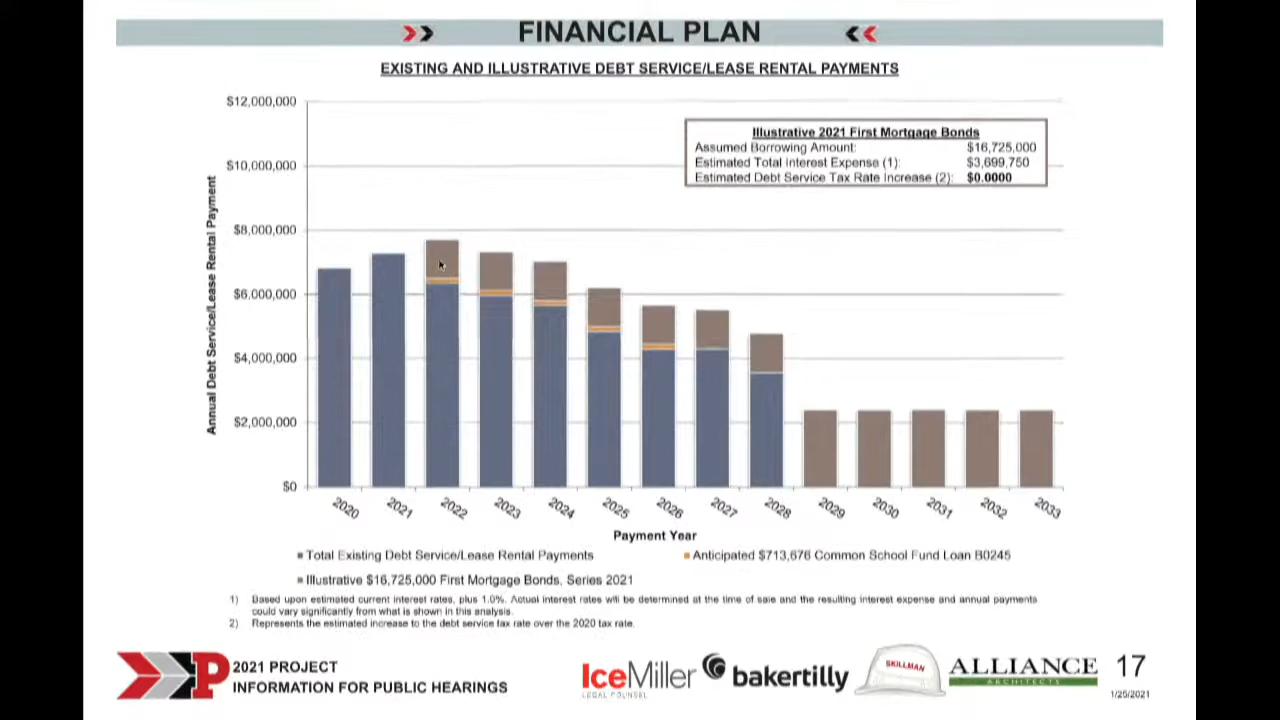 FINANCIAL PLAN
EXISTING AND ILLUSTRATIVE DEBT SERVICE/LEASE RENTAL PAYMENTS
Annual Debt Service/Lease Rental Payment
$12,000,000
$10,000,000
$8,000,000
$6,000,000
$4,000,000
$2,000,000
$0
Illustrative 2021 First Mortgage Bonds
Assumed Borrowing Amount: $16,725,000
Estimated Total Interest Expense (1): $3,699,750
Estimated Debt Service Tax Rate Increase (2): $0.0000
2020 2021 2022 2023 2024 2025 2026 2027 2028 2029 2030 2031 2032 2033
Payment Year
Total Existing Debt Service/Lease Rental Payments
Anticipated $713,676 Common School Fund Loan B0245
Illustrative $16,725,000 First Mortgage Bonds, Series 2021
1) Based upon estimated current interest rates, plus 1.0%. Actual interest rates will be determined at the time of sale and the resulting interest expense and annual payments
could vary significantly from what is shown in this analysis.
2) Represents the estimated increase to the debt service tax rate over the 2020 tax rate.
P
2021 PROJECT
INFORMATION FOR PUBLIC HEARINGS
IceMiller
LEGAL COUNSEL
bakertilly
SKILLMAN
ALLIANCE
ARCHITECTS
17
1/25/2021